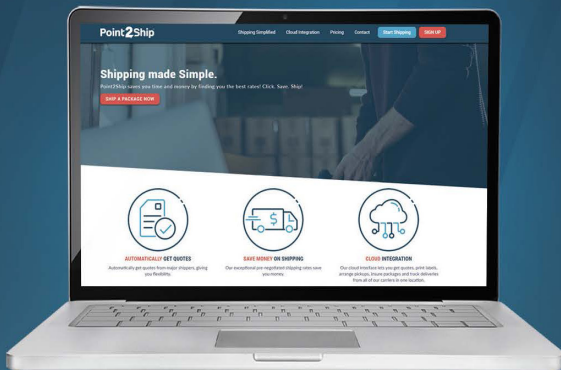 Point2Ship
Shipping Simplified Cloud Integration Pricing Contact Start Shipping SIGN UP
Shipping made Simple.
Point2Ship saves you time and money by finding you the best rates! Click. Save. Ship!
SHIP A PACKAGE NOW
$
AUTOMATICALLY GET QUOTES
Automatically get quotes from major shippers, giving
you flexibility.
SAVE MONEY ON SHIPPING
Our exceptional pre-negotiated shipping rates save
you money.
CLOUD INTEGRATION
Our cloud interface lets you get quotes, print labels,
arrange pickups, insure packages and track deliveries
from all of our carriers in one location.